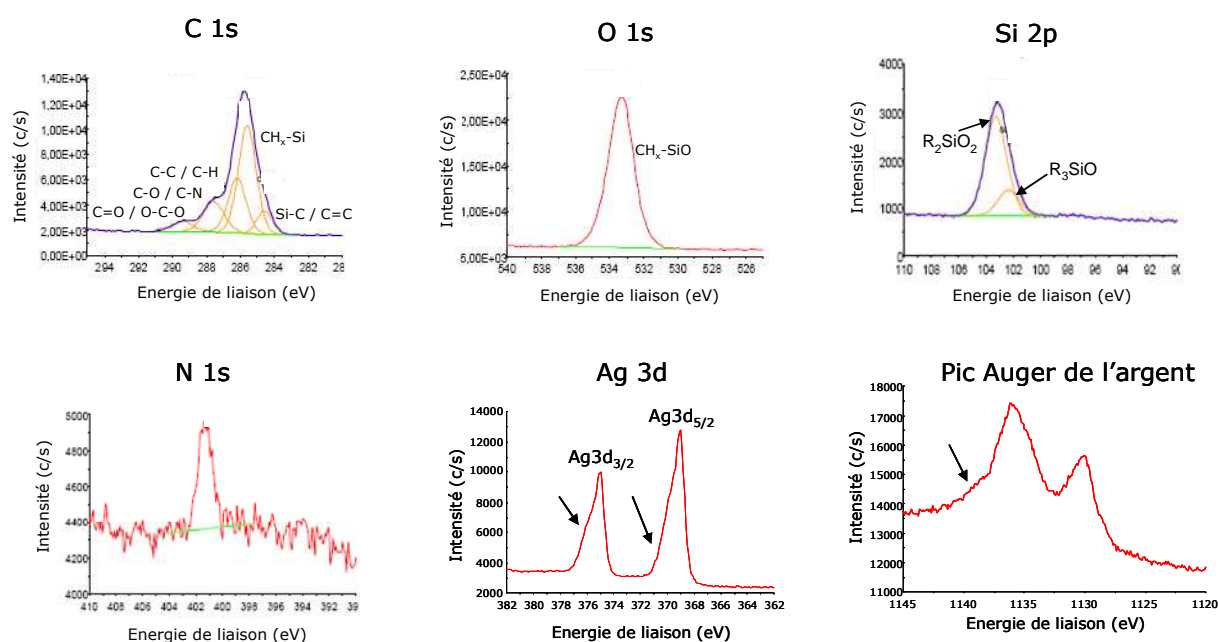 C 1s
Intensité (c/s)
1,40E+04
1,20E+04
1,00E+04
8,00E+03
6,00E+03
4,00E+03
2,00E+03
0,00E+00
CHₓ-Si
C-C / C-H
C-O / C-N
C=O / O-C-O
Si-C / C=C
294 292 290 288 286 284 282 28
Energie de liaison (eV)
O 1s
Intensité (c/s)
2,50E+04
2,00E+04
1,50E+04
1,00E+04
5,00E+03
CHₓ-SiO
540 538 536 534 532 530 528 526
Energie de liaison (eV)
Si 2p
Intensité (c/s)
4000
3000
2000
1000
0
R₂SiO₂
R₃SiO
110 108 106 104 102 100 98 96 94 92 90
Energie de liaison (eV)
N 1s
Intensité (c/s)
5000
4800
4600
4400
4200
4000
410 408 406 404 402 400 398 396 394 392 39
Energie de liaison (eV)
Ag 3d
Intensité (c/s)
14000
12000
10000
8000
6000
4000
2000
Ag3d₅/₂
Ag3d₃/₂
382 380 378 376 374 372 370 368 366 364 362
Energie de liaison (eV)
Pic Auger de l’argent
Intensité (c/s)
18000
17000
16000
15000
14000
13000
12000
11000
1145 1140 1135 1130 1125 1120
Energie de liaison (eV)